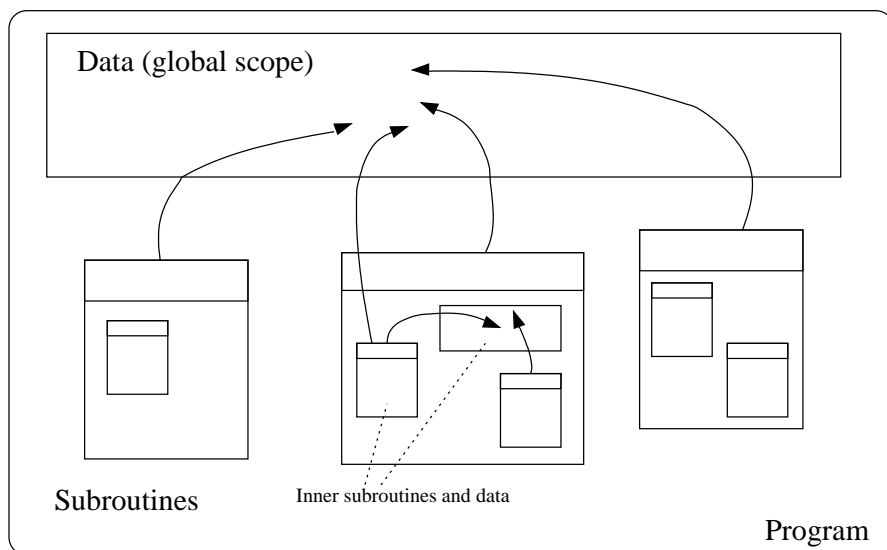 Data (global scope)
Subroutines
Inner subroutines and data
Program